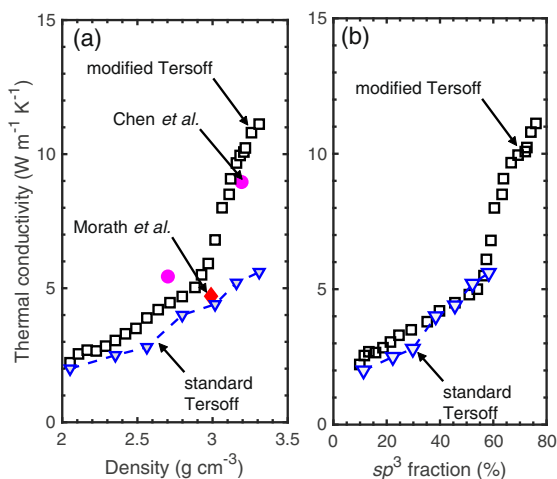 15
(a)
modified Tersoff
Chen et al.
10
Morath et al.
5
standard
Tersoff
0
2
2.5
3
3.5
Density (g cm⁻³)
Thermal conductivity (W m⁻¹ K⁻¹)
15
(b)
modified Tersoff
10
5
standard
Tersoff
0
0
20
40
60
80
sp³ fraction (%)